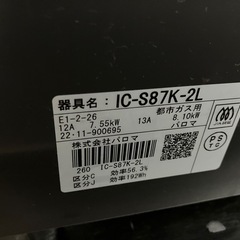 器具名：IC-S87K-2L
E1-2-26 都市ガス用
12A 7.55kW 13A 8.10kW
22・11-900695 パロマ
株式会社パロマ
260 IC-S87K-2L
区分C 効率56.3%
区分J 効率192Wh
PS
TG